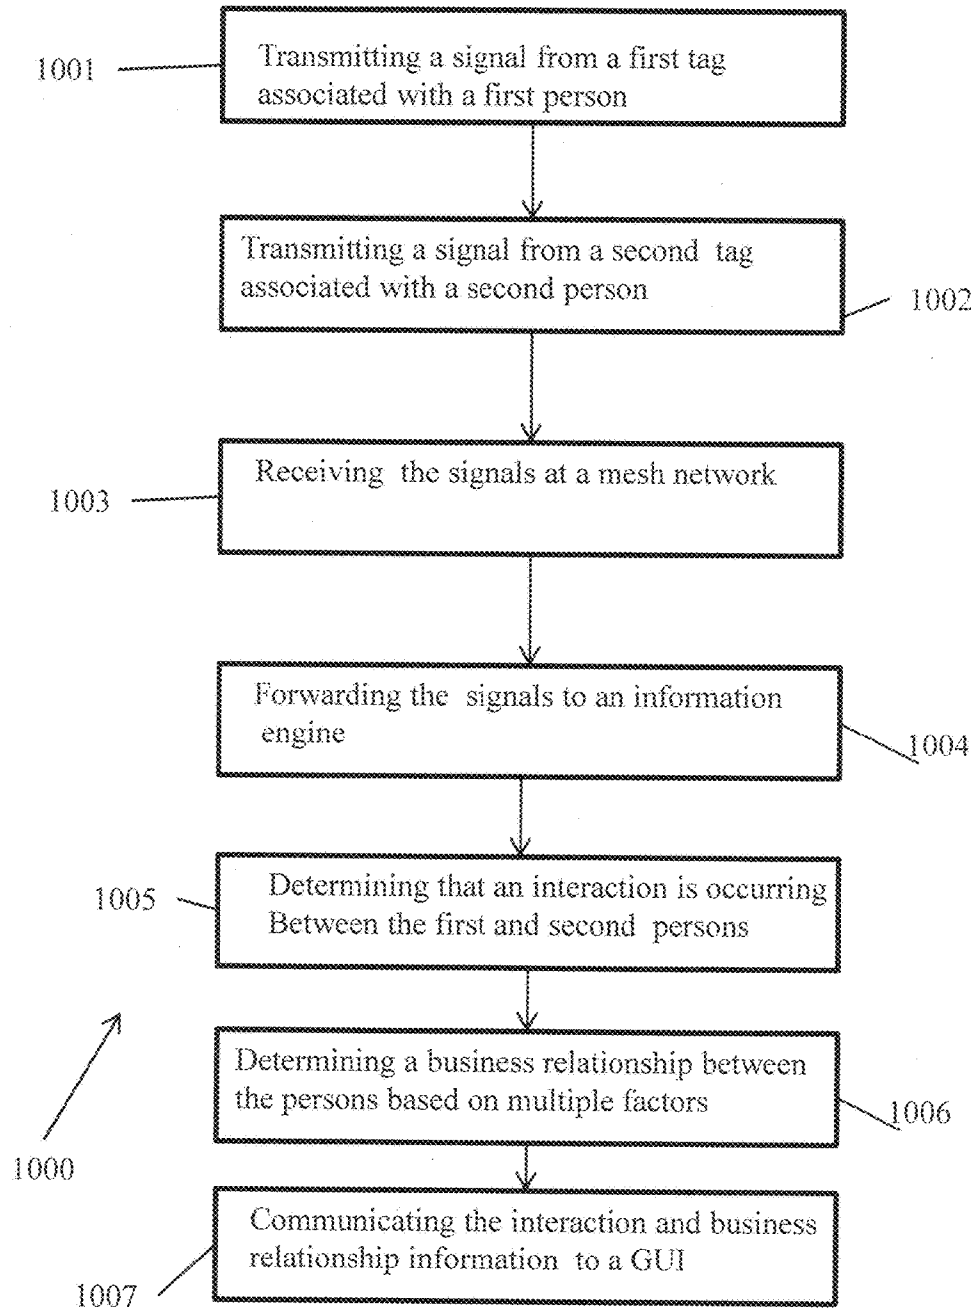 1001
Transmitting a signal from a first tag
associated with a first person
Transmitting a signal from a second tag
associated with a second person
1002
Receiving the signals at a mesh network
1003
Forwarding the signals to an information
engine
1004
1005
Determining that an interaction is occurring
Between the first and second persons
Determining a business relationship between
the persons based on multiple factors
1006
1000
Communicating the interaction and business
relationship information to a GUI
1007